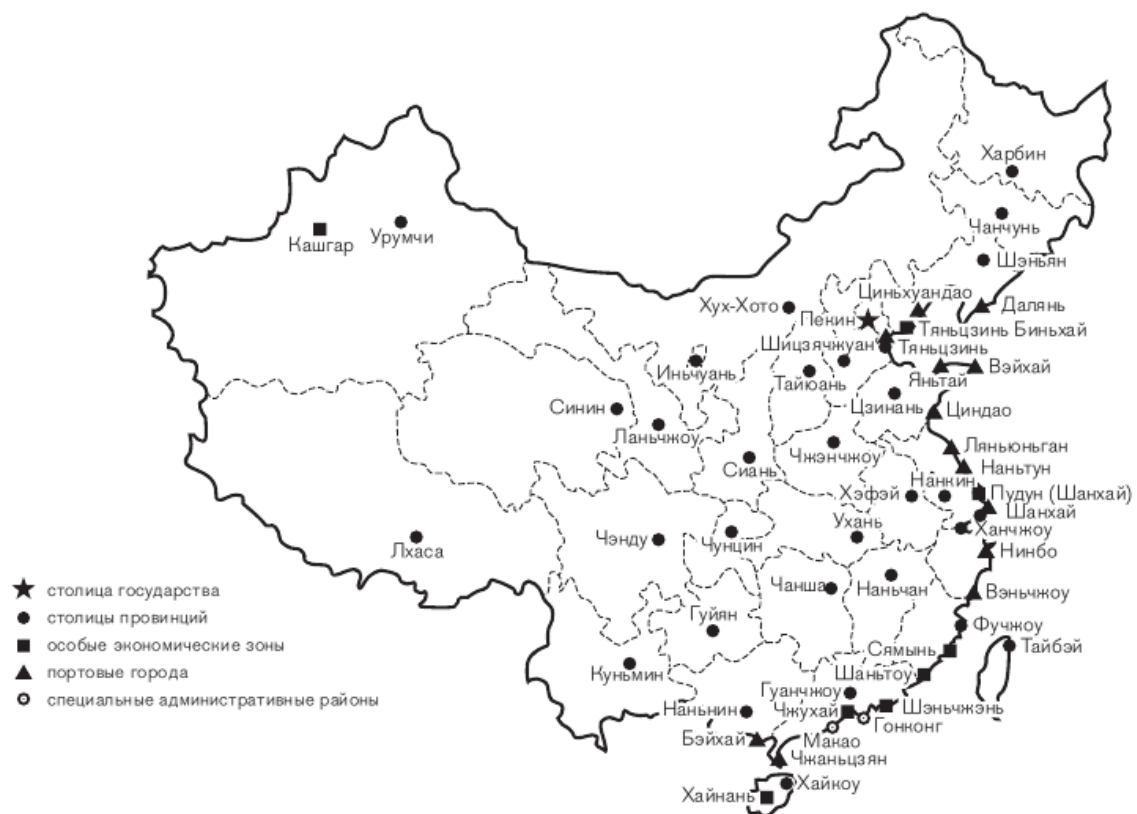 Харбин
Чанчунь
Урумчи
Кашгар
Шэньян
Циньхуандао
Хух-Хото
Далянь
Пекин
Тяньцзинь Биньхай
Шицзячжуан
Тяньцзинь
Иньчуань
Вэйхай
Тайюань
Яньтай
Синин
Цзинань
Циндао
Ланьчжоу
Чжэнчжоу
Ляньюньган
Сиань
Наньтун
Нанкин
Хэфэй
Пудун (Шанхай)
Шанхай
Ухань
Ханчжоу
Чэнду
Чунцин
Лхаса
Нинбо
столица государства
Чанша
Наньчан
Вэньчжоу
столицы провинций
Гуйян
Фучжоу
особые экономические зоны
Сямынь
Тайбэй
портовые города
Куньмин
Шаньтоу
специальные административные районы
Гуанчжоу
Наньнин
Чжухай
Шэньчжэнь
Гонконг
Бэйхай
Макао
Чжаньцзян
Хайкоу
Хайнань